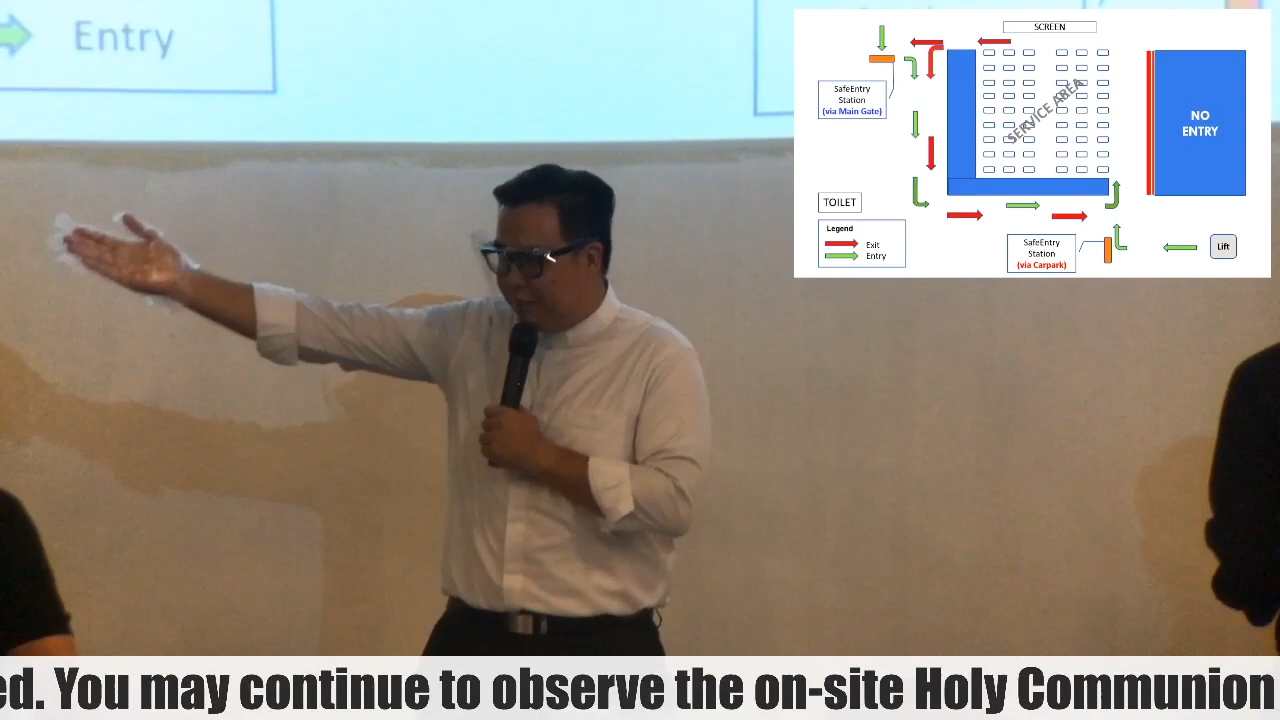 Entry
SCREEN
SafeEntry
Station
(via Main Gate)
SERVICE AREA
NO
ENTRY
TOILET
Legend
Exit
Entry
SafeEntry
Station
(via Carpark)
Lift
ed. You may continue to observe the on-site Holy Communion